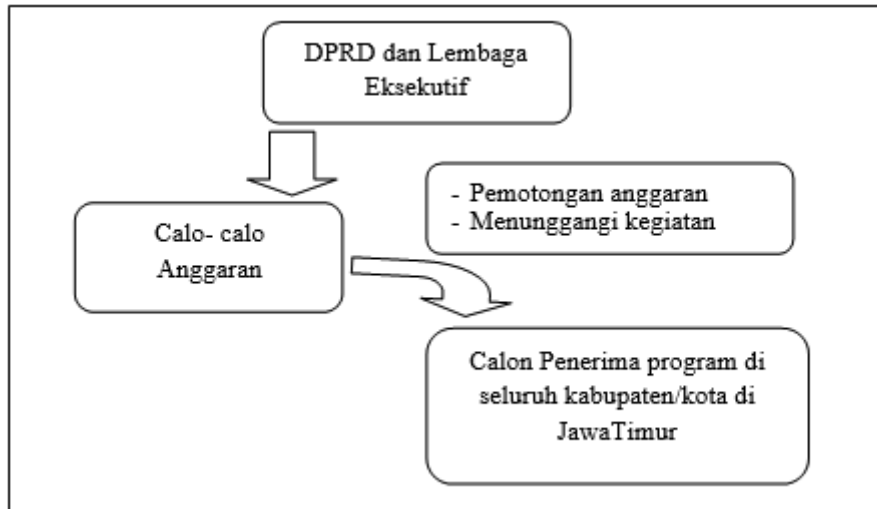 DPRD dan Lembaga
Eksekutif
- Pemotongan anggaran
- Menunggangi kegiatan
Calo- calo
Anggaran
Calon Penerima program di
seluruh kabupaten/kota di
JawaTimur